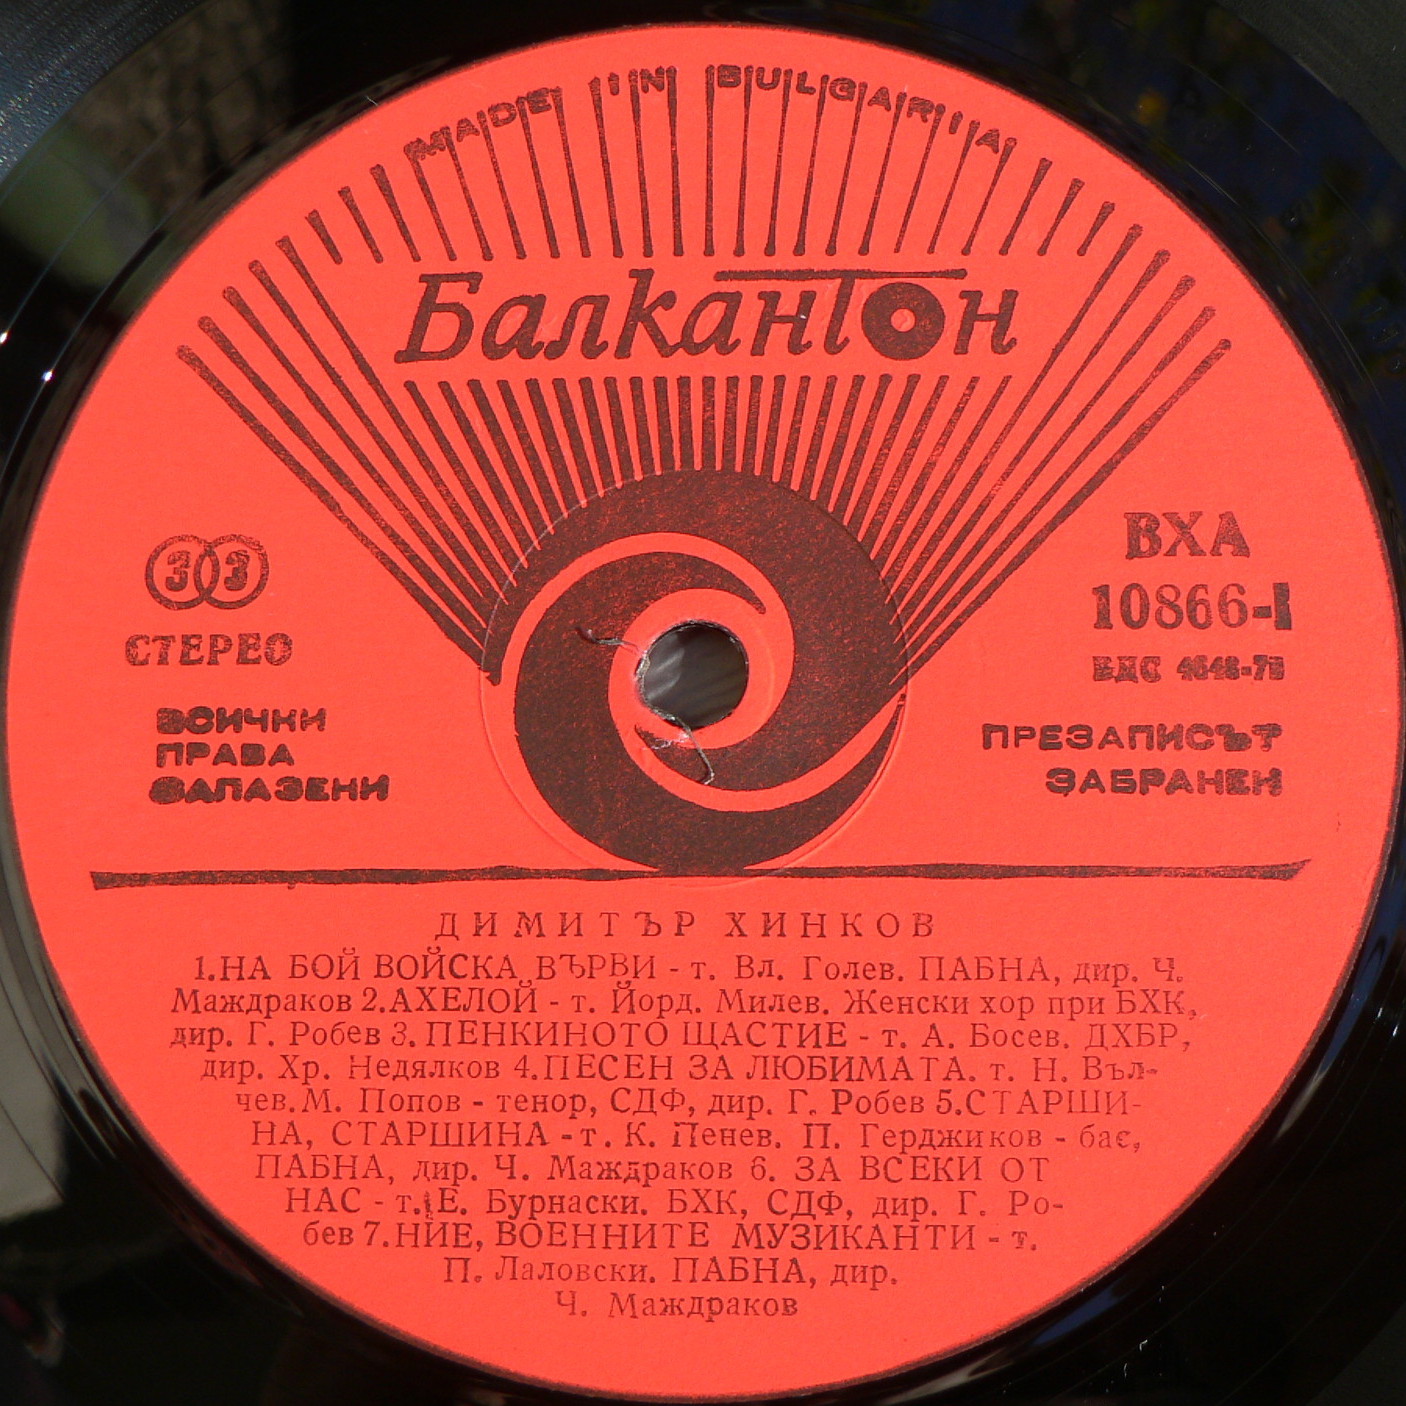 MADE IN BULGARIA
Балкантон
33
СТЕРЕО
ВСИЧКИ
ПРАВА
ЗАПАЗЕНИ
ВХА
10866-I
БДС
ПРЕЗАПИСЪТ
ЗАБРАНЕН
ДИМИТЪР ХИНКОВ
1.НА БОЙ ВОЙСКА ВЪРВИ - т. Вл. Голев. ПАБНА, дир. Ч.
Маждраков 2.АХЕЛОЙ - т. Йорд. Милев. Женски хор при БХК,
дир. Г. Робев 3. ПЕНКИНОТО ЩАСТИЕ - т. А. Босев. ДХБР,
дир. Хр. Недялков 4.ПЕСЕН ЗА ЛЮБИМАТА. т. Н. Въл-
чев. М. Попов - тенор, СДФ, дир. Г. Робев 5.СТАРШИ-
НА, СТАРШИНА - т. К. Пенев. П. Герджиков - бас,
ПАБНА, дир. Ч. Маждраков 6. ЗА ВСЕКИ ОТ
НАС - т. Е. Бурнаски. БХК, СДФ, дир. Г. Ро-
бев 7.НИЕ, ВОЕННИТЕ МУЗИКАНТИ - т.
П. Лаловски. ПАБНА, дир.
Ч. Маждраков